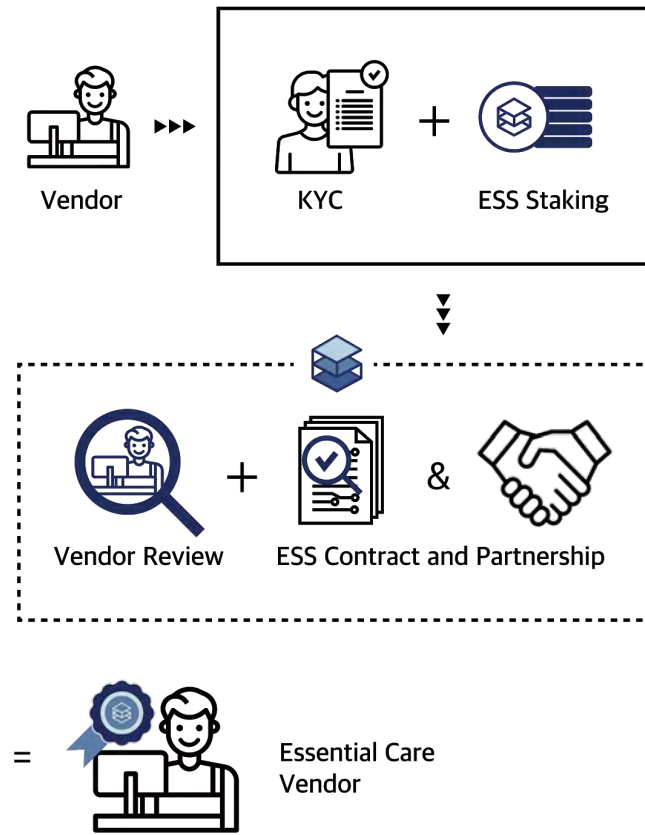 Vendor
KYC
+
ESS Staking
Vendor Review
+
ESS Contract and Partnership
&
=
Essential Care
Vendor